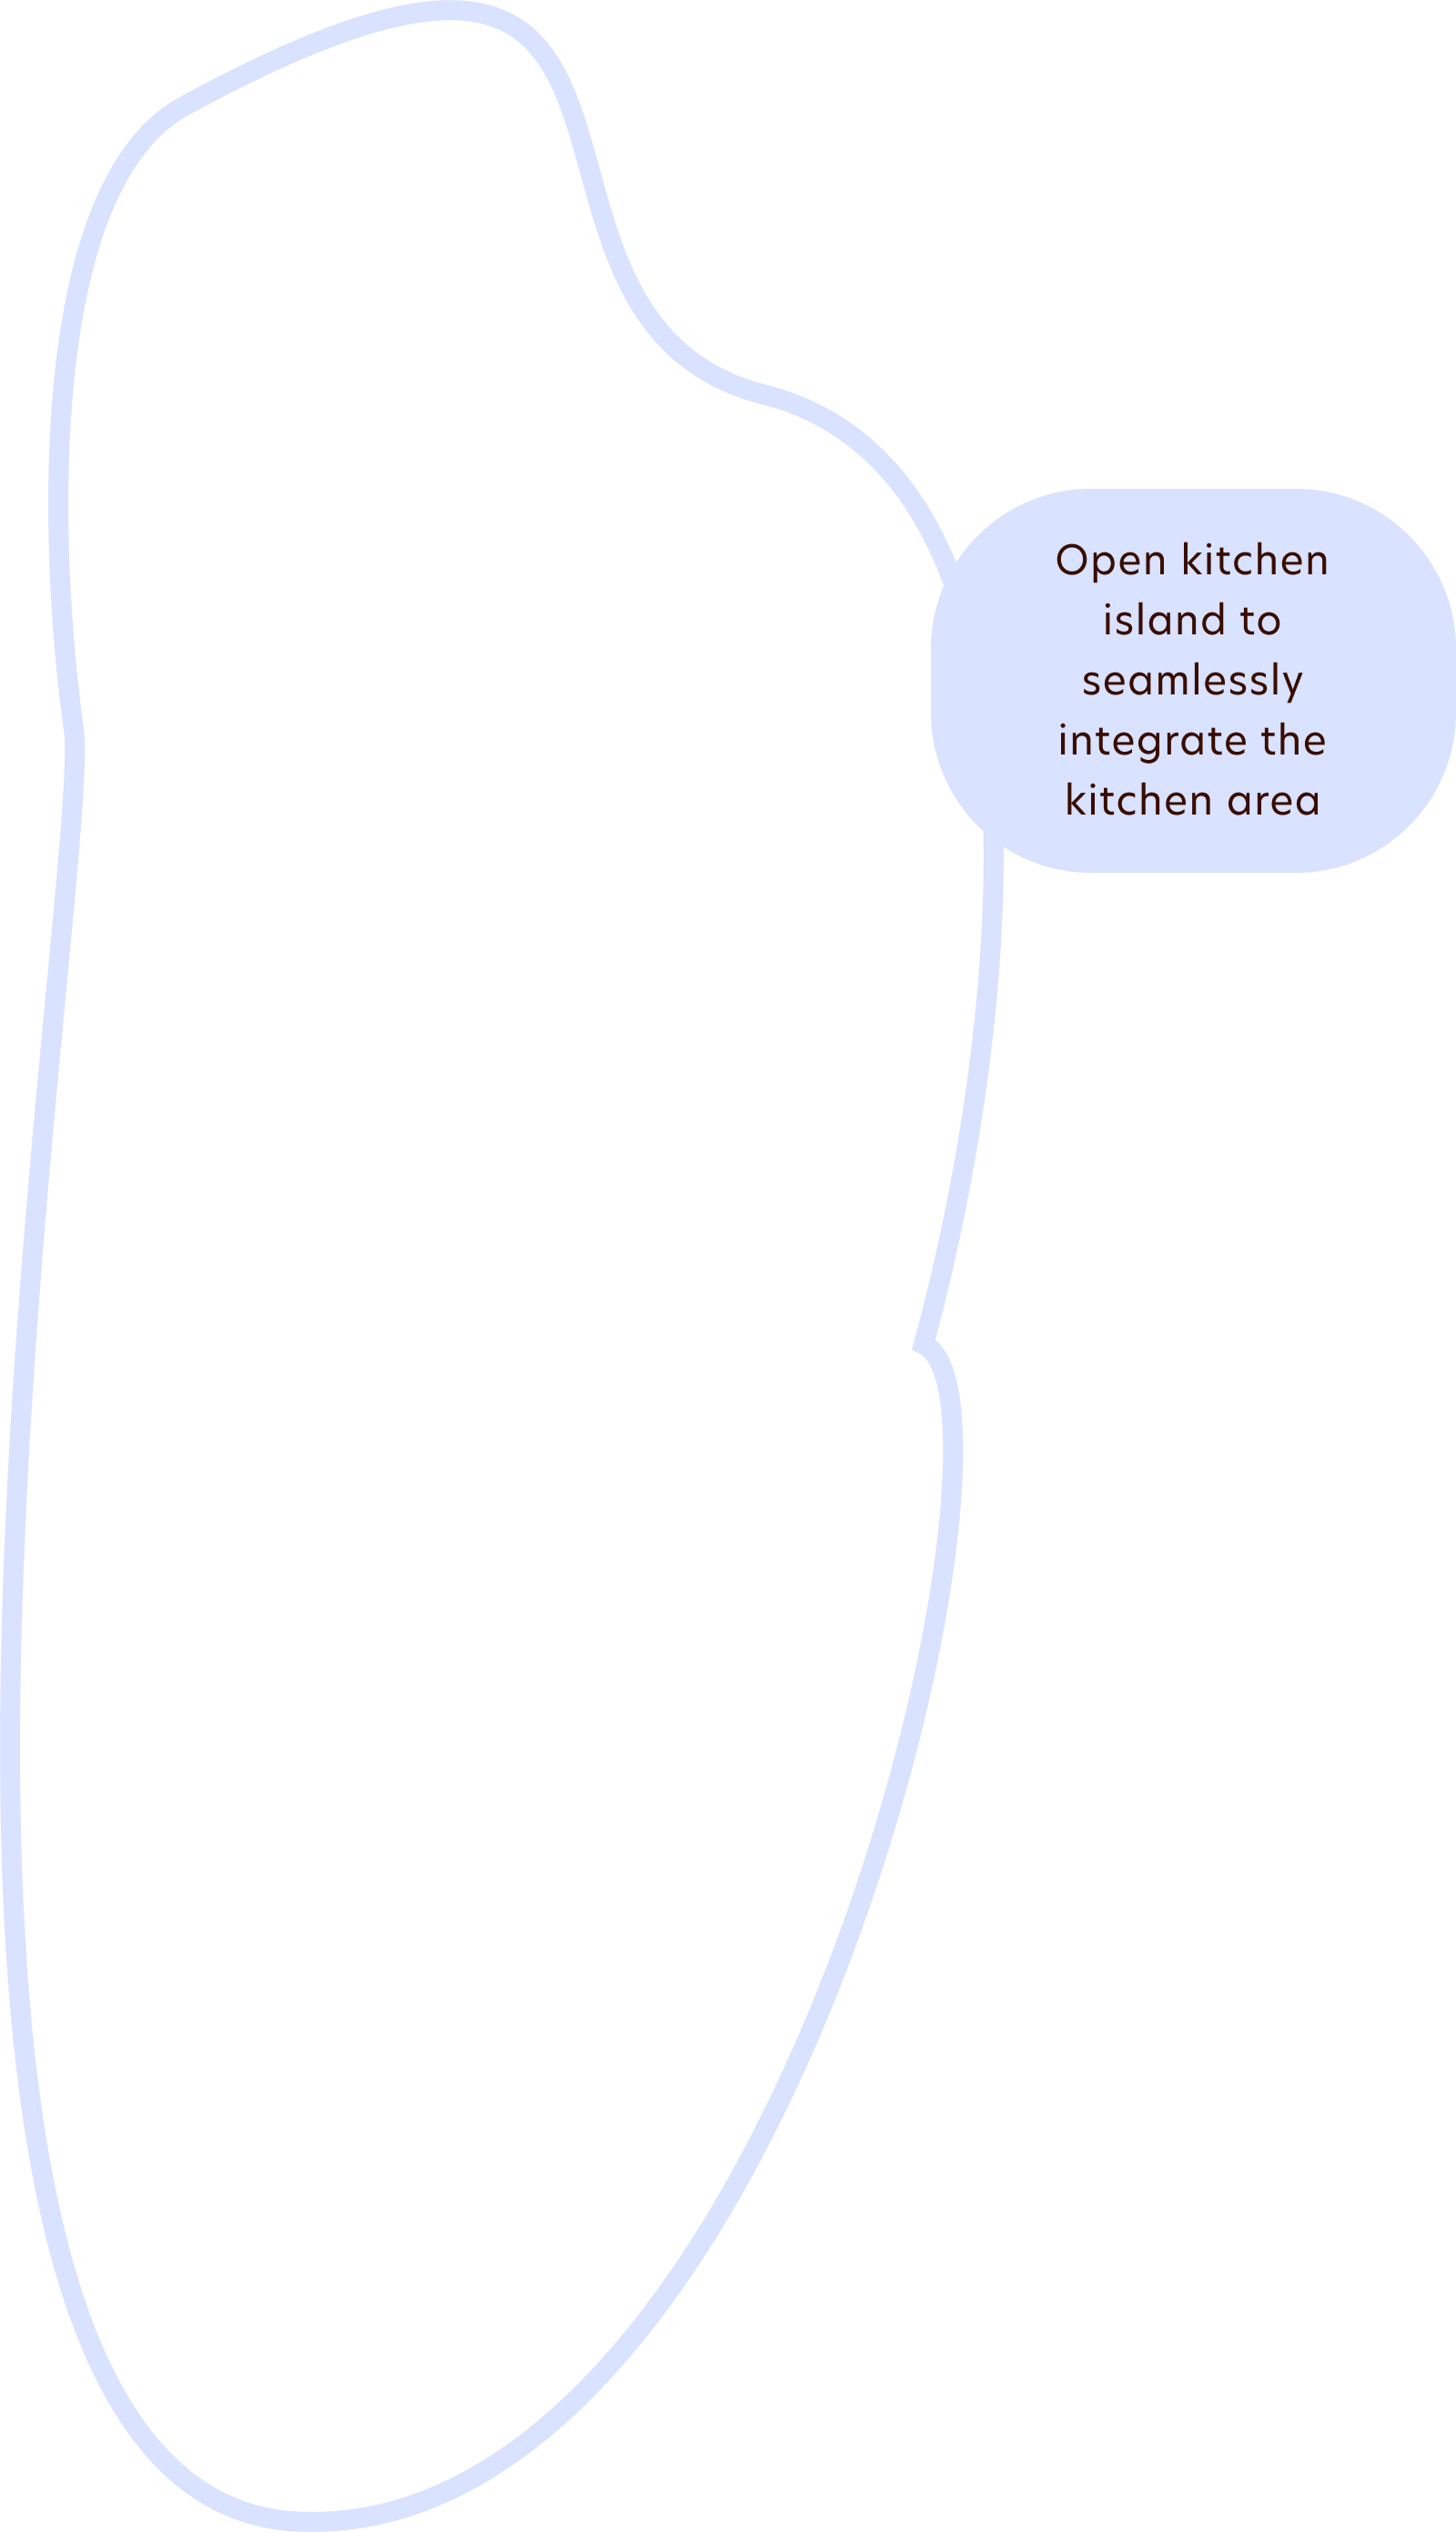 Open kitchen
island to
seamlessly
integrate the
kitchen area